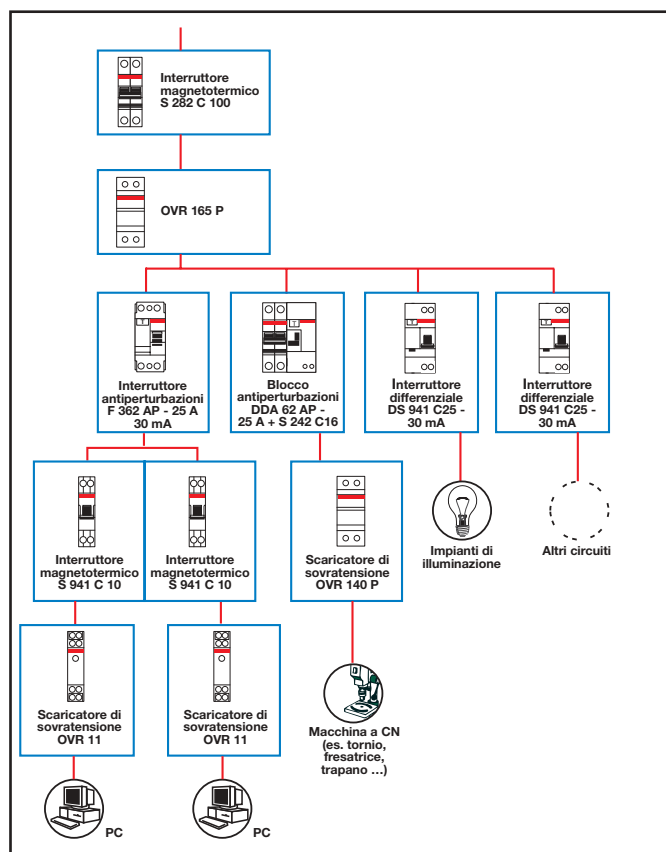 Interruttore
magnetotermico
S 282 C 100
OVR 165 P
Interruttore
antiperturbazioni
F 362 AP - 25 A
30 mA
Blocco
antiperturbazioni
DDA 62 AP -
25 A + S 242 C16
Interruttore
differenziale
DS 941 C25 -
30 mA
Interruttore
differenziale
DS 941 C25 -
30 mA
Interruttore
magnetotermico
S 941 C 10
Interruttore
magnetotermico
S 941 C 10
Scaricatore di
sovratensione
OVR 140 P
Impianti di
illuminazione
Altri circuiti
Scaricatore di
sovratensione
OVR 11
Scaricatore di
sovratensione
OVR 11
Macchina a CN
(es. tornio,
fresatrice,
trapano ...)
PC
PC